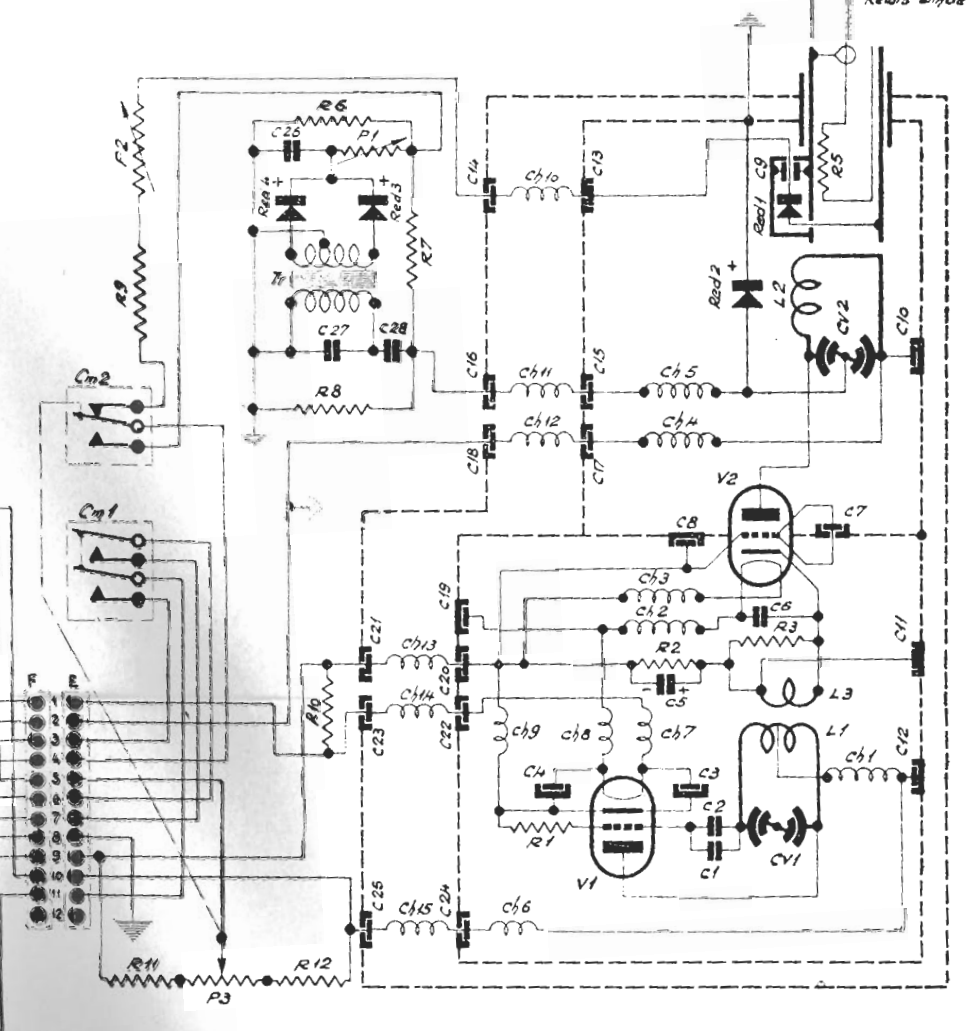 R6
C26
P1
F2
Red3
R7
Tr
C27
C28
R8
R9
C14
Ch10
C13
C9
Red1
R5
Red2
L2
CV2
C10
C16
Ch11
C15
Ch5
C18
Ch12
C17
Ch4
Cm2
Cm1
V2
C8
C7
Ch3
C19
Ch2
C6
R3
C21
Ch13
C20
R2
C5
C11
L3
R10
C23
Ch14
C22
Ch9
Ch8
Ch7
L1
Ch1
C12
C4
C3
C2
C1
R1
V1
CV1
E
1
2
3
4
5
6
7
8
9
10
11
12
C25
Ch15
C24
Ch6
R11
P3
R12